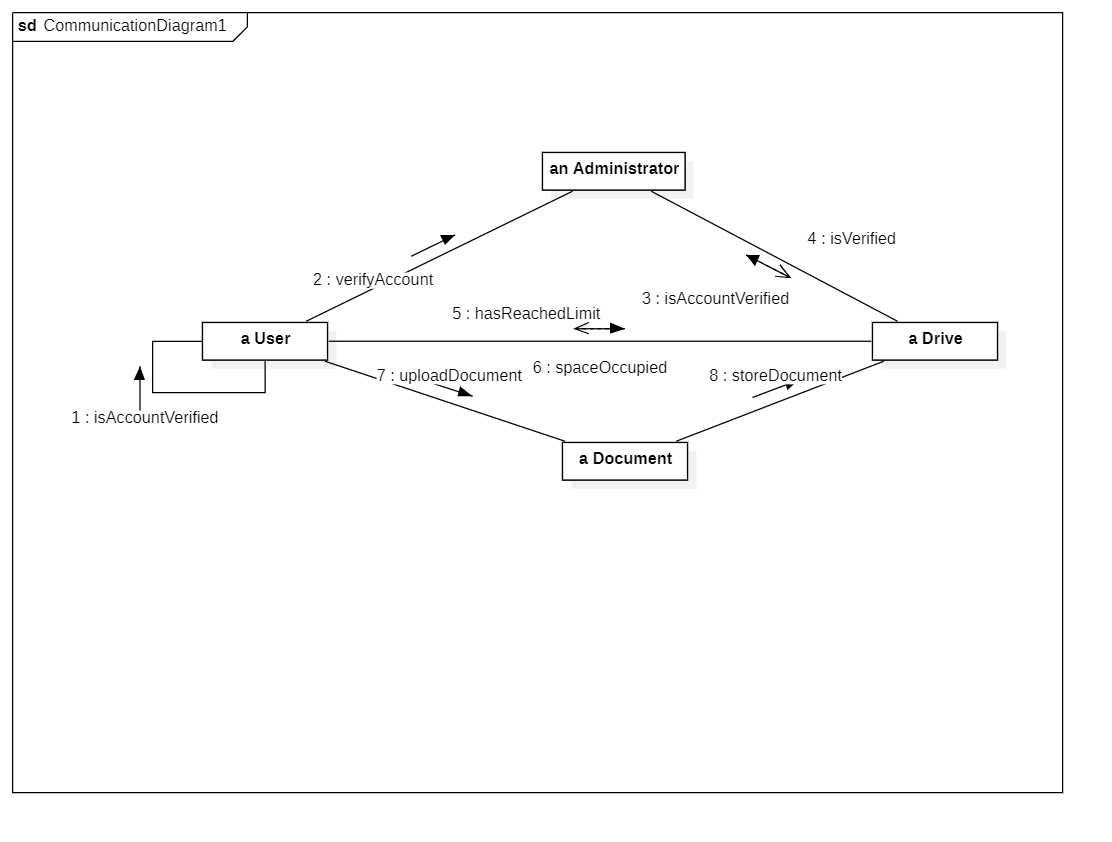 sd CommunicationDiagram1
an Administrator
4 : isVerified
2 : verifyAccount
3 : isAccountVerified
5 : hasReachedLimit
a User
a Drive
6 : spaceOccupied
7 : uploadDocument
8 : storeDocument
1 : isAccountVerified
a Document